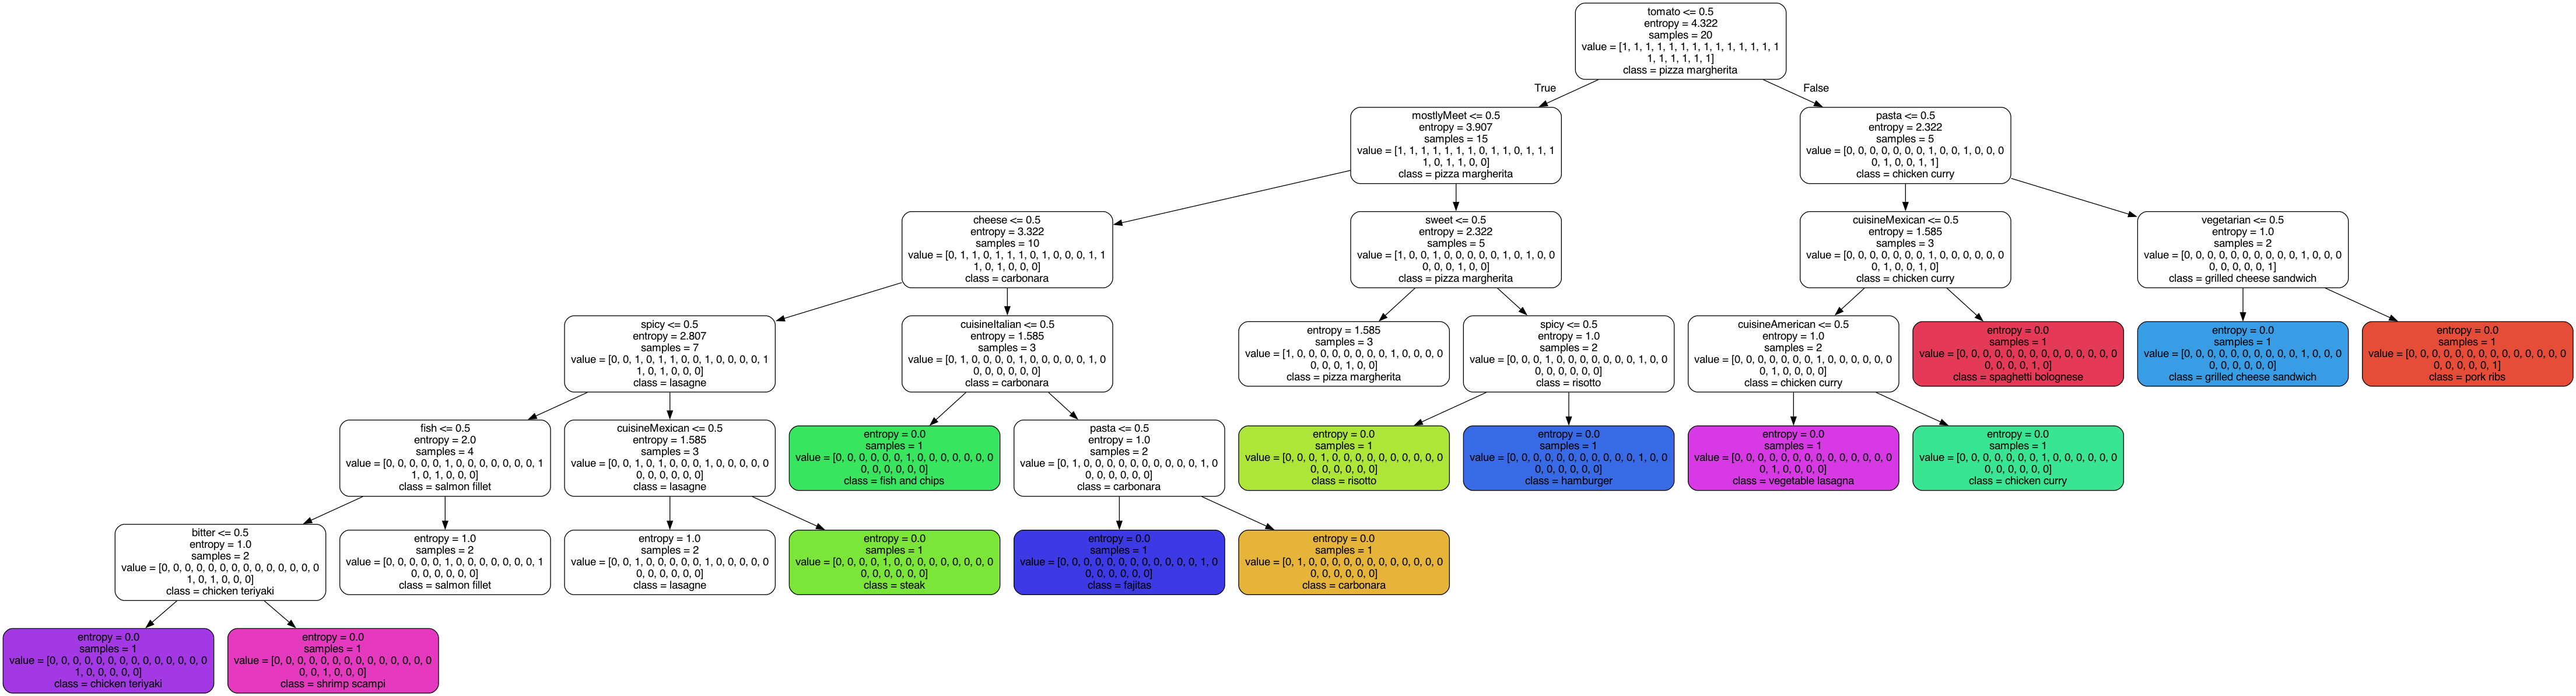 tomato <= 0.5
entropy = 4.322
samples = 20
value = [1, 1, 1, 1, 1, 1, 1, 1, 1, 1, 1, 1, 1, 1
1, 1, 1, 1, 1, 1]
class = pizza margherita
True
False
mostlyMeet <= 0.5
entropy = 3.907
samples = 15
value = [1, 1, 1, 1, 1, 1, 1, 0, 1, 1, 0, 1, 1, 1
1, 0, 1, 1, 0, 0]
class = pizza margherita
pasta <= 0.5
entropy = 2.322
samples = 5
value = [0, 0, 0, 0, 0, 0, 0, 1, 0, 0, 1, 0, 0, 0
0, 1, 0, 0, 1, 1]
class = chicken curry
cheese <= 0.5
entropy = 3.322
samples = 10
value = [0, 1, 1, 0, 1, 1, 1, 0, 1, 0, 0, 0, 1, 1
1, 0, 1, 0, 0, 0]
class = carbonara
sweet <= 0.5
entropy = 2.322
samples = 5
value = [1, 0, 0, 1, 0, 0, 0, 0, 0, 1, 0, 1, 0, 0
0, 0, 0, 1, 0, 0]
class = pizza margherita
cuisineMexican <= 0.5
entropy = 1.585
samples = 3
value = [0, 0, 0, 0, 0, 0, 0, 1, 0, 0, 0, 0, 0, 0
0, 1, 0, 0, 1, 0]
class = chicken curry
vegetarian <= 0.5
entropy = 1.0
samples = 2
value = [0, 0, 0, 0, 0, 0, 0, 0, 0, 0, 1, 0, 0, 0
0, 0, 0, 0, 0, 1]
class = grilled cheese sandwich
spicy <= 0.5
entropy = 2.807
samples = 7
value = [0, 0, 1, 0, 1, 1, 0, 0, 1, 0, 0, 0, 0, 1
1, 0, 1, 0, 0, 0]
class = lasagne
cuisineItalian <= 0.5
entropy = 1.585
samples = 3
value = [0, 1, 0, 0, 0, 0, 1, 0, 0, 0, 0, 0, 1, 0
0, 0, 0, 0, 0, 0]
class = carbonara
entropy = 1.585
samples = 3
value = [1, 0, 0, 0, 0, 0, 0, 0, 0, 1, 0, 0, 0, 0
0, 0, 0, 1, 0, 0]
class = pizza margherita
spicy <= 0.5
entropy = 1.0
samples = 2
value = [0, 0, 0, 1, 0, 0, 0, 0, 0, 0, 0, 1, 0, 0
0, 0, 0, 0, 0, 0]
class = risotto
cuisineAmerican <= 0.5
entropy = 1.0
samples = 2
value = [0, 0, 0, 0, 0, 0, 0, 1, 0, 0, 0, 0, 0, 0
0, 1, 0, 0, 0, 0]
class = chicken curry
entropy = 0.0
samples = 1
value = [0, 0, 0, 0, 0, 0, 0, 0, 0, 0, 0, 0, 0, 0
0, 0, 0, 0, 1, 0]
class = spaghetti bolognese
entropy = 0.0
samples = 1
value = [0, 0, 0, 0, 0, 0, 0, 0, 0, 0, 1, 0, 0, 0
0, 0, 0, 0, 0, 0]
class = grilled cheese sandwich
entropy = 0.0
samples = 1
value = [0, 0, 0, 0, 0, 0, 0, 0, 0, 0, 0, 0, 0, 0
0, 0, 0, 0, 0, 1]
class = pork ribs
fish <= 0.5
entropy = 2.0
samples = 4
value = [0, 0, 0, 0, 0, 1, 0, 0, 0, 0, 0, 0, 0, 1
1, 0, 1, 0, 0, 0]
class = salmon fillet
cuisineMexican <= 0.5
entropy = 1.585
samples = 3
value = [0, 0, 1, 0, 1, 0, 0, 0, 1, 0, 0, 0, 0, 0
0, 0, 0, 0, 0, 0]
class = lasagne
entropy = 0.0
samples = 1
value = [0, 0, 0, 0, 0, 0, 1, 0, 0, 0, 0, 0, 0, 0
0, 0, 0, 0, 0, 0]
class = fish and chips
pasta <= 0.5
entropy = 1.0
samples = 2
value = [0, 1, 0, 0, 0, 0, 0, 0, 0, 0, 0, 0, 1, 0
0, 0, 0, 0, 0, 0]
class = carbonara
entropy = 0.0
samples = 1
value = [0, 0, 0, 1, 0, 0, 0, 0, 0, 0, 0, 0, 0, 0
0, 0, 0, 0, 0, 0]
class = risotto
entropy = 0.0
samples = 1
value = [0, 0, 0, 0, 0, 0, 0, 0, 0, 0, 0, 1, 0, 0
0, 0, 0, 0, 0, 0]
class = hamburger
entropy = 0.0
samples = 1
value = [0, 0, 0, 0, 0, 0, 0, 0, 0, 0, 0, 0, 0, 0
0, 1, 0, 0, 0, 0]
class = vegetable lasagna
entropy = 0.0
samples = 1
value = [0, 0, 0, 0, 0, 0, 0, 1, 0, 0, 0, 0, 0, 0
0, 0, 0, 0, 0, 0]
class = chicken curry
bitter <= 0.5
entropy = 1.0
samples = 2
value = [0, 0, 0, 0, 0, 0, 0, 0, 0, 0, 0, 0, 0, 0
1, 0, 1, 0, 0, 0]
class = chicken teriyaki
entropy = 1.0
samples = 2
value = [0, 0, 0, 0, 0, 1, 0, 0, 0, 0, 0, 0, 0, 1
0, 0, 0, 0, 0, 0]
class = salmon fillet
entropy = 1.0
samples = 2
value = [0, 0, 1, 0, 0, 0, 0, 0, 1, 0, 0, 0, 0, 0
0, 0, 0, 0, 0, 0]
class = lasagne
entropy = 0.0
samples = 1
value = [0, 0, 0, 0, 1, 0, 0, 0, 0, 0, 0, 0, 0, 0
0, 0, 0, 0, 0, 0]
class = steak
entropy = 0.0
samples = 1
value = [0, 0, 0, 0, 0, 0, 0, 0, 0, 0, 0, 0, 1, 0
0, 0, 0, 0, 0, 0]
class = fajitas
entropy = 0.0
samples = 1
value = [0, 1, 0, 0, 0, 0, 0, 0, 0, 0, 0, 0, 0, 0
0, 0, 0, 0, 0, 0]
class = carbonara
entropy = 0.0
samples = 1
value = [0, 0, 0, 0, 0, 0, 0, 0, 0, 0, 0, 0, 0, 0
1, 0, 0, 0, 0, 0]
class = chicken teriyaki
entropy = 0.0
samples = 1
value = [0, 0, 0, 0, 0, 0, 0, 0, 0, 0, 0, 0, 0, 0
0, 0, 1, 0, 0, 0]
class = shrimp scampi